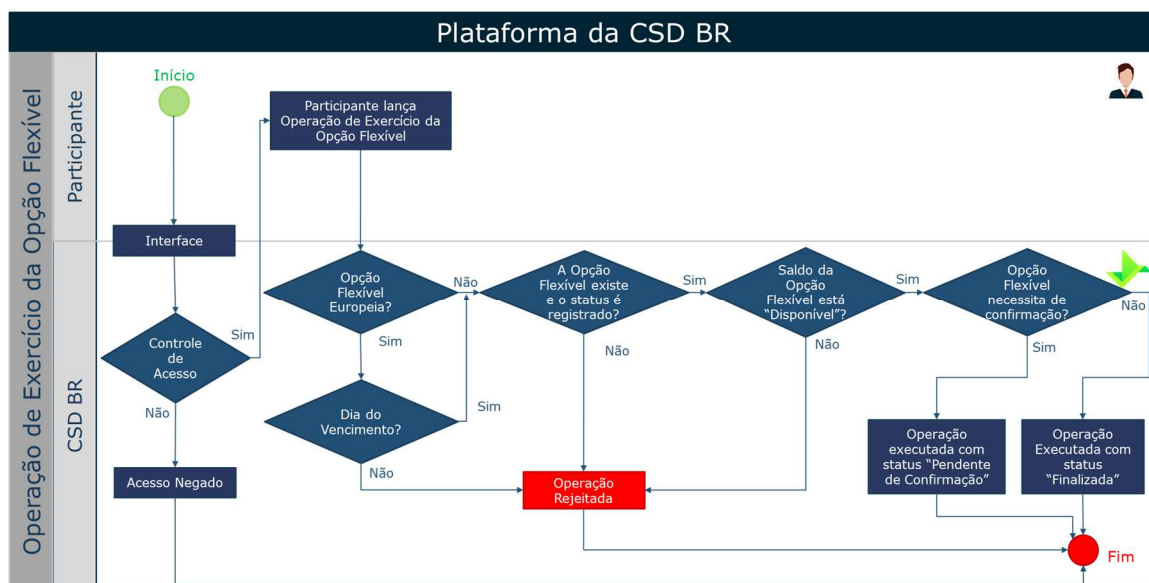 Plataforma da CSD BR
Operação de Exercício da Opção Flexível
Participante
CSD BR
Início
Participante lança
Operação de Exercício da
Opção Flexível
Interface
Controle
de
Acesso
Sim
Não
Acesso Negado
Opção
Flexível
Europeia?
Não
Sim
Dia do
Vencimento?
Sim
Não
A Opção
Flexível existe
e o status é
registrado?
Sim
Não
Operação
Rejeitada
Saldo da
Opção
Flexível está
“Disponível”?
Sim
Não
Opção
Flexível
necessita de
confirmação?
Não
Sim
Operação
executada com
status “Pendente
de Confirmação”
Operação
Executada com
status
“Finalizada”
Fim